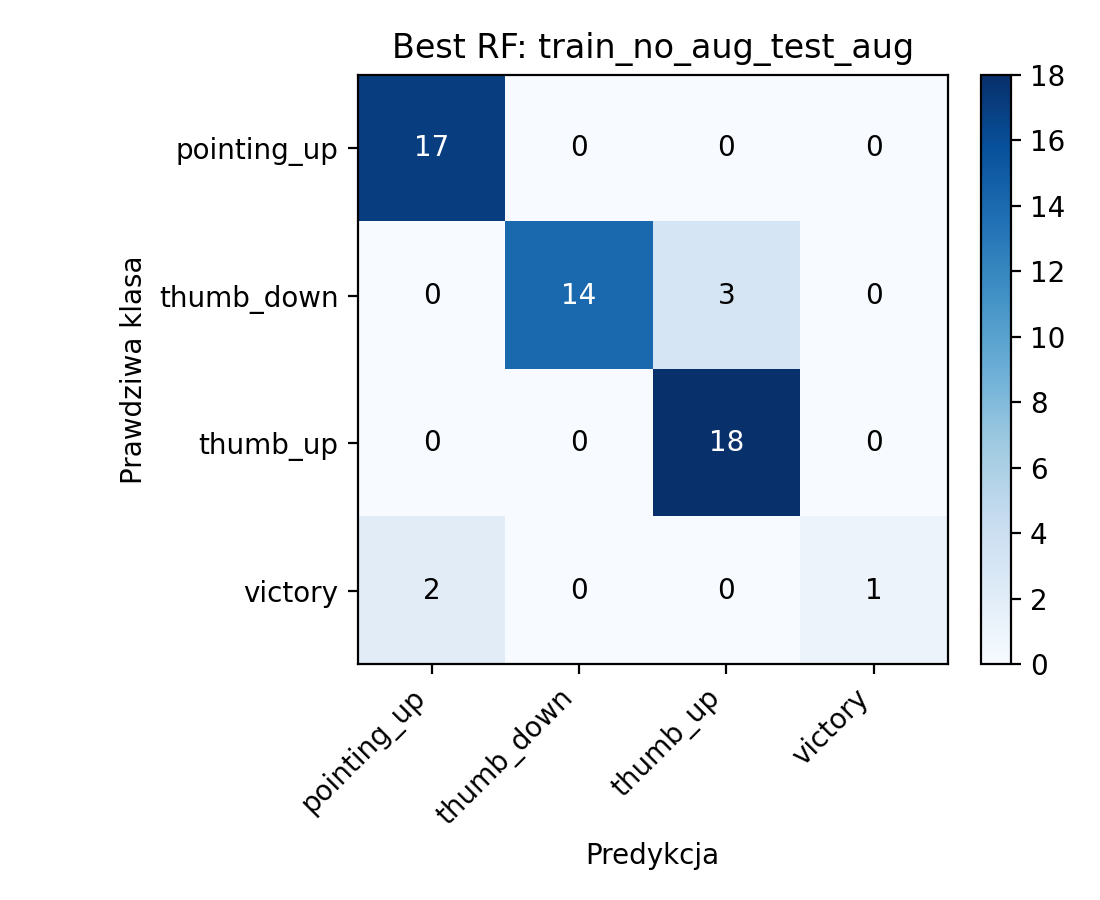 Best RF: train_no_aug_test_aug
Prawdziwa klasa
pointing_up
17 0 0 0
thumb_down
0 14 3 0
thumb_up
0 0 18 0
victory
2 0 0 1
pointing_up
thumb_down
thumb_up
victory
Predykcja
18
16
14
12
10
8
6
4
2
0